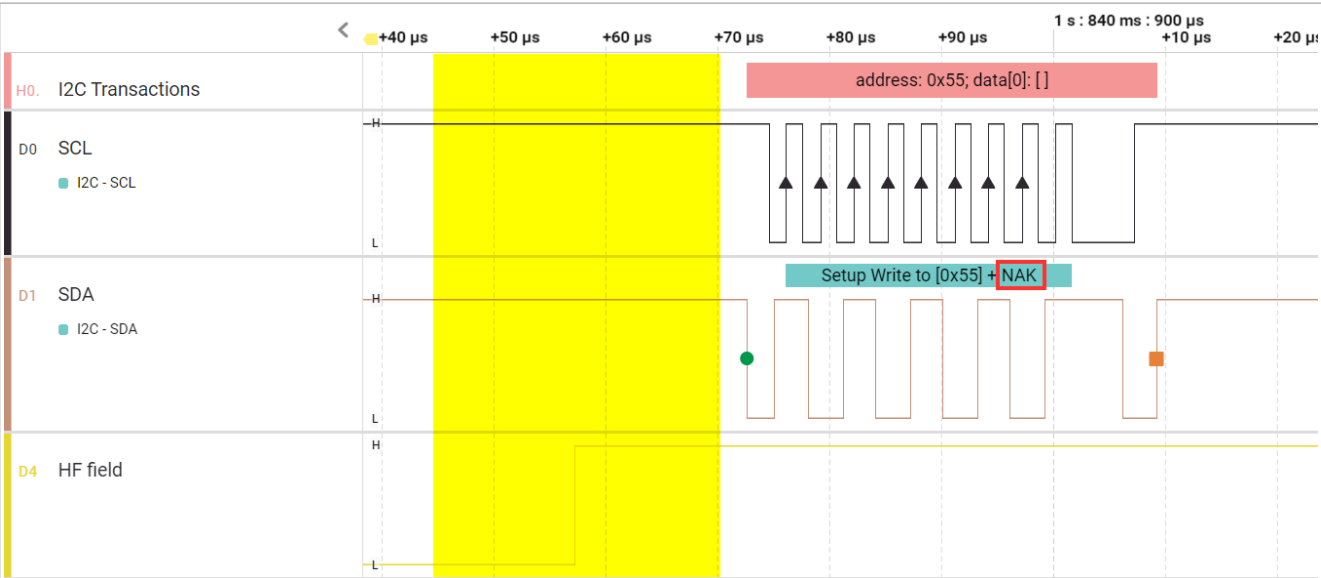 1 s : 840 ms : 900 µs
+40 µs +50 µs +60 µs +70 µs +80 µs +90 µs +10 µs +20 µs
H0. I2C Transactions
address: 0x55; data[0]: [ ]
D0 SCL
I2C - SCL
H
L
Setup Write to [0x55] + NAK
D1 SDA
I2C - SDA
H
L
D4 HF field
H
L